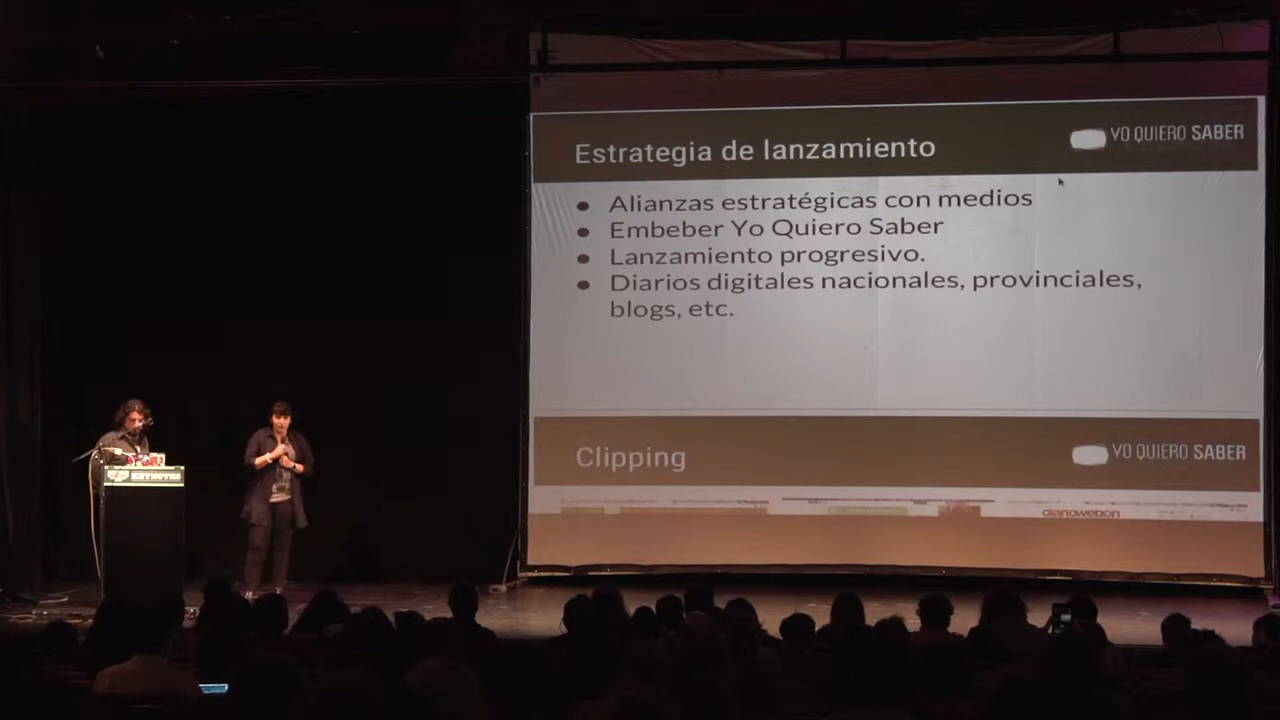 Estrategia de lanzamiento
YO QUIERO SABER
Alianzas estratégicas con medios
Embeber Yo Quiero Saber
Lanzamiento progresivo.
Diarios digitales nacionales, provinciales,
blogs, etc.
Clipping
YO QUIERO SABER